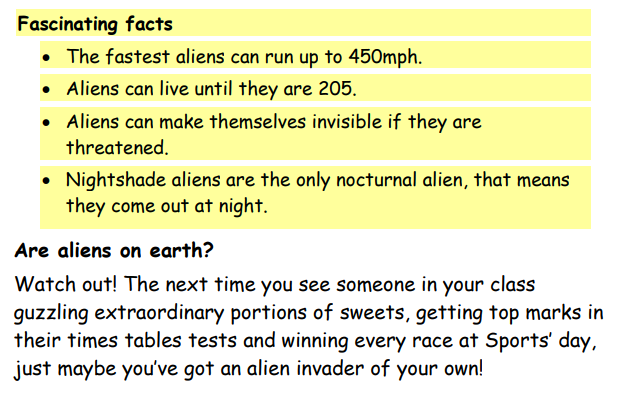 Fascinating facts
• The fastest aliens can run up to 450mph.
• Aliens can live until they are 205.
• Aliens can make themselves invisible if they are
threatened.
• Nightshade aliens are the only nocturnal alien, that means
they come out at night.
Are aliens on earth?
Watch out! The next time you see someone in your class
guzzling extraordinary portions of sweets, getting top marks in
their times tables tests and winning every race at Sports’ day,
just maybe you’ve got an alien invader of your own!